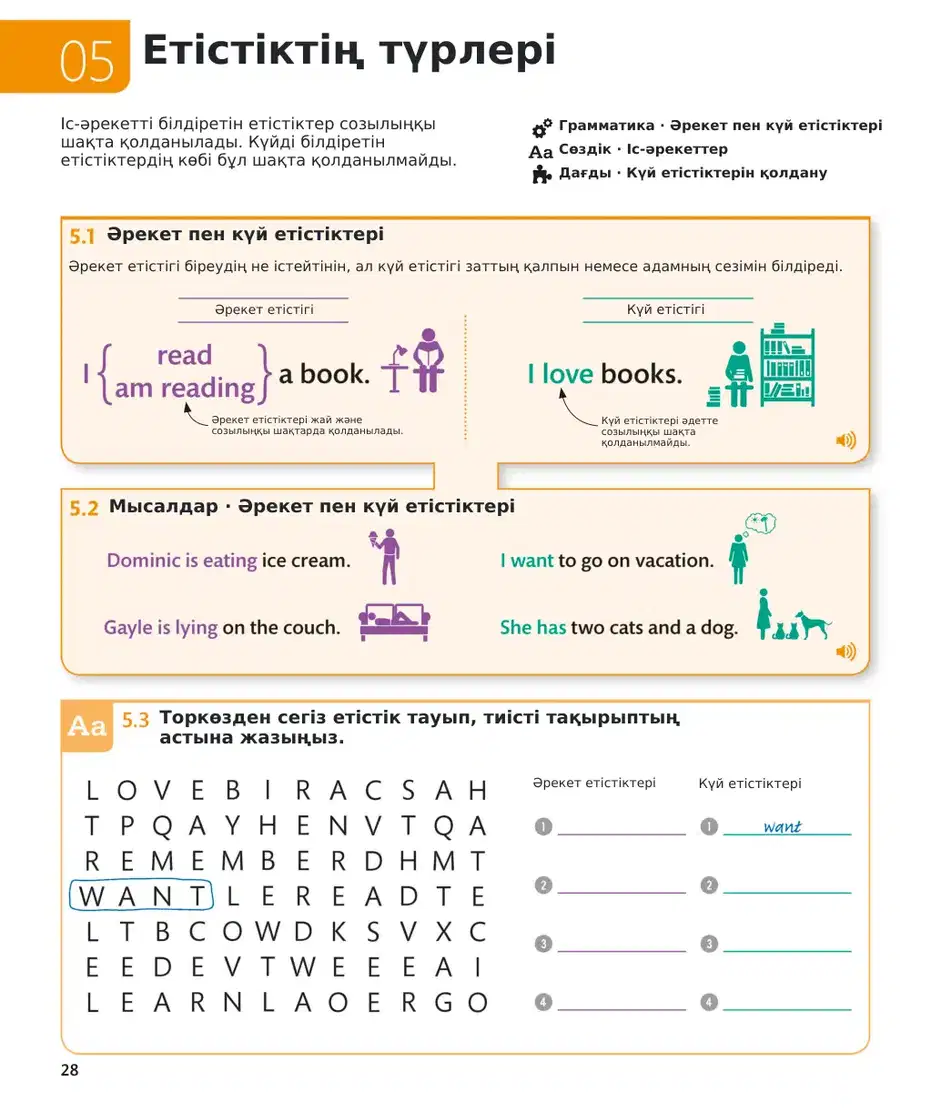 05 Етістіктің түрлері
Іс-әрекетті білдіретін етістіктер созылыңқы
шақта қолданылады. Күйді білдіретін
етістіктердің көбі бұл шақта қолданылмайды.
Грамматика · Әрекет пен күй етістіктері
Aa Сөздік · Іс-әрекеттер
Дағды · Күй етістіктерін қолдану
5.1 Әрекет пен күй етістіктері
Әрекет етістігі біреудің не істейтінін, ал күй етістігі заттың қалпын немесе адамның сезімін білдіреді.
Әрекет етістігі
read
I am reading a book.
Әрекет етістіктері жай және
созылыңқы шақтарда қолданылады.
Күй етістігі
I love books.
Күй етістіктері әдетте
созылыңқы шақта
қолданылмайды.
5.2 Мысалдар · Әрекет пен күй етістіктері
Dominic is eating ice cream.
I want to go on vacation.
Gayle is lying on the couch.
She has two cats and a dog.
Aa 5.3 Торкөзден сегіз етістік тауып, тиісті тақырыптың
астына жазыңыз.
L O V E B I R A C S A H
T P Q A Y H E N V T Q A
R E M E M B E R D H M T
W A N T L E R E A D T E
L T B C O W D K S V X C
E E D E V T W E E E A I
L E A R N L A O E R G O
Әрекет етістіктері
1
2
3
4
Күй етістіктері
1 want
2
3
4
28